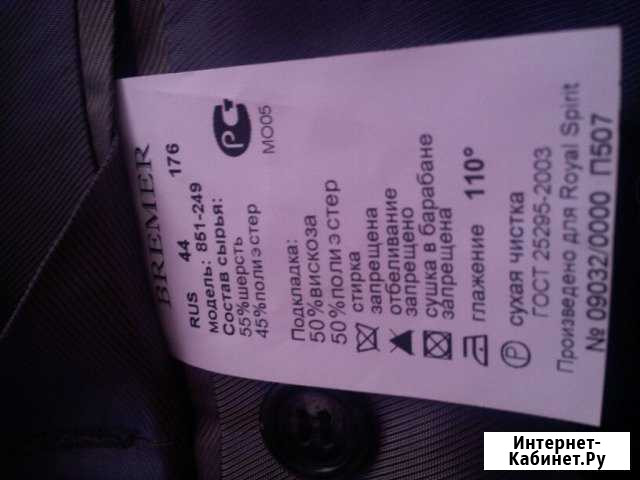 BREMER
RUS 44 176
Модель: 851-249
Состав сырья:
55%шерсть
45%полиэстер
РС
МО05
Подкладка:
50%вискоза
50%полиэстер
стирка
запрещена
отбеливание
запрещено
сушка в барабане
запрещена
глажение 110°
P
сухая чистка
ГОСТ 25295-2003
Произведено для Royal Spirit
№ 09032/0000 П507
Интернет-
Кабинет.Ру